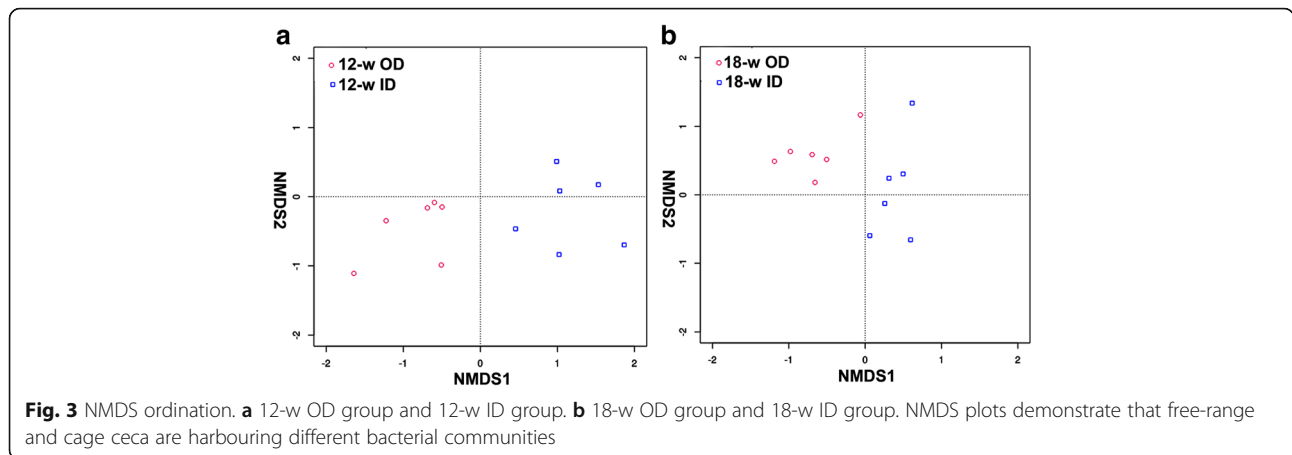 a
12-w OD
12-w ID
2
1
0
-1
-2
NMDS2
-2 -1 0 1 2
NMDS1
b
18-w OD
18-w ID
2
1
0
-1
-2
NMDS2
-2 -1 0 1 2
NMDS1
Fig. 3 NMDS ordination. a 12-w OD group and 12-w ID group. b 18-w OD group and 18-w ID group. NMDS plots demonstrate that free-range
and cage ceca are harbouring different bacterial communities